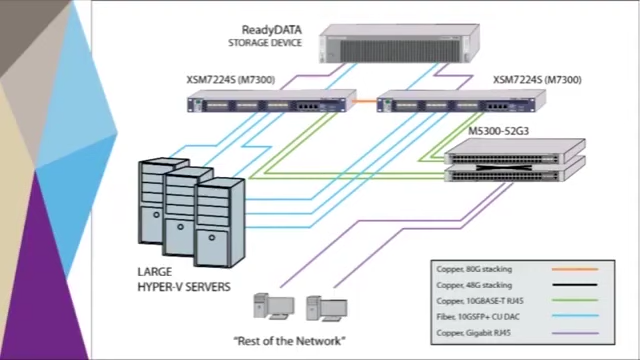 ReadyDATA
STORAGE DEVICE
XSM7224S (M7300)
XSM7224S (M7300)
M5300-52G3
LARGE
HYPER-V SERVERS
"Rest of the Network"
Copper, 80G stacking
Copper, 48G stacking
Copper, 10GBASE-T RJ45
Fiber, 10GSFP+ CU DAC
Copper, Gigabit RJ45